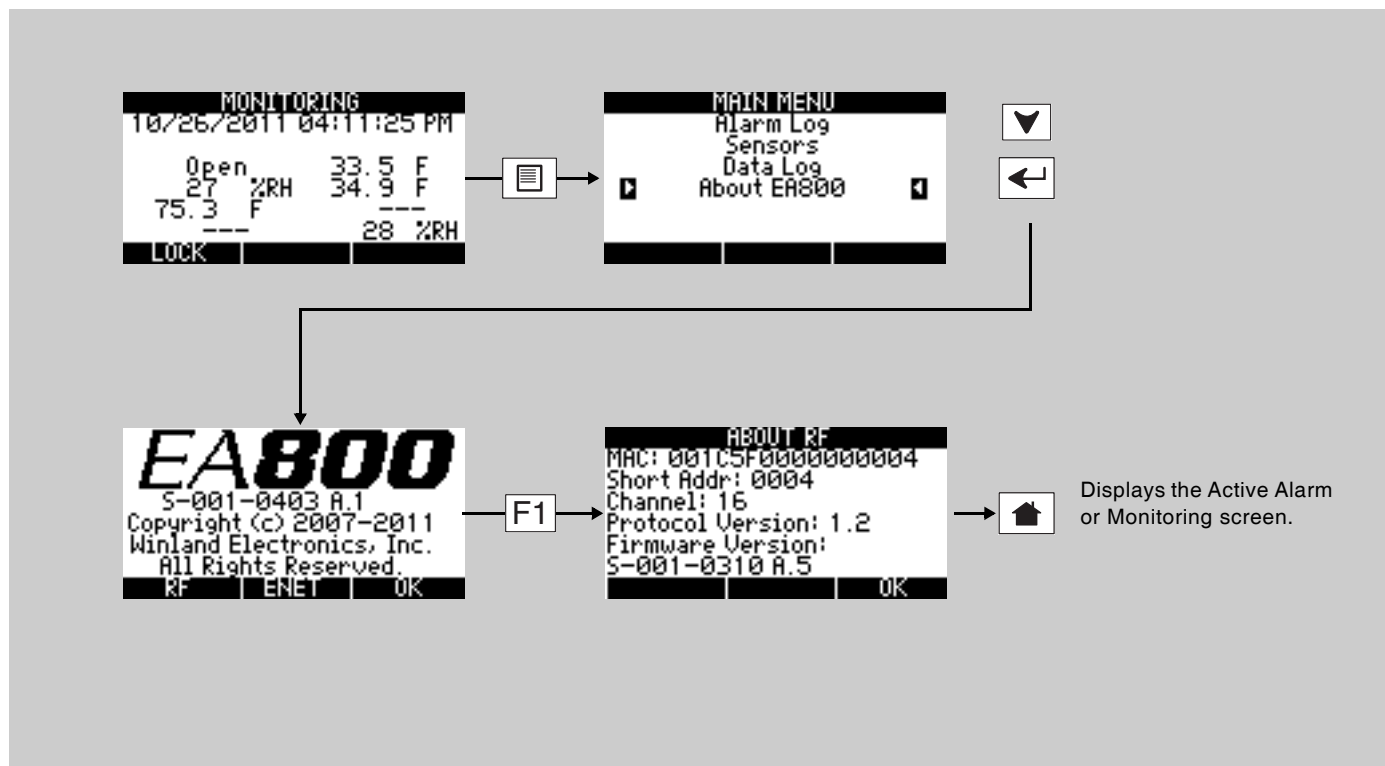 MONITORING
10/26/2011 04:11:25 PM
Open 33.5 F
27 %RH 34.9 F
75.3 F ---
--- 28 %RH
LOCK
MAIN MENU
Alarm Log
Sensors
Data Log
About EA800
EA800
S-001-0403 A.1
Copyright (c) 2007-2011
Winland Electronics, Inc.
All Rights Reserved.
RF ENET OK
F1
ABOUT RF
MAC: 001C5F0000000004
Short Addr: 0004
Channel: 16
Protocol Version: 1.2
Firmware Version:
S-001-0310 A.5
OK
Displays the Active Alarm
or Monitoring screen.